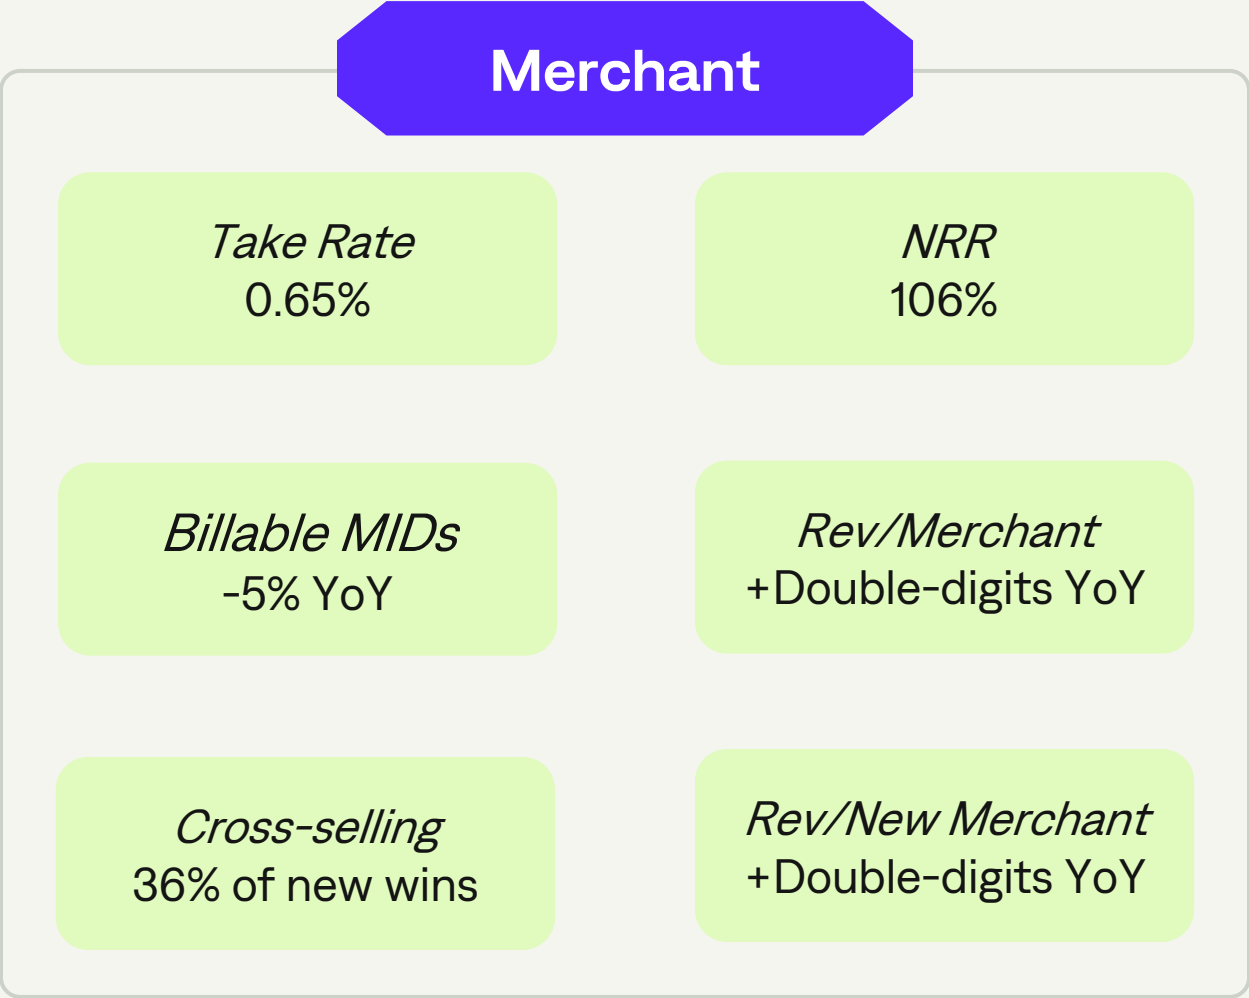 Merchant
Take Rate
0.65%
NRR
106%
Billable MIDs
-5% YoY
Rev/Merchant
+Double-digits YoY
Cross-selling
36% of new wins
Rev/New Merchant
+Double-digits YoY